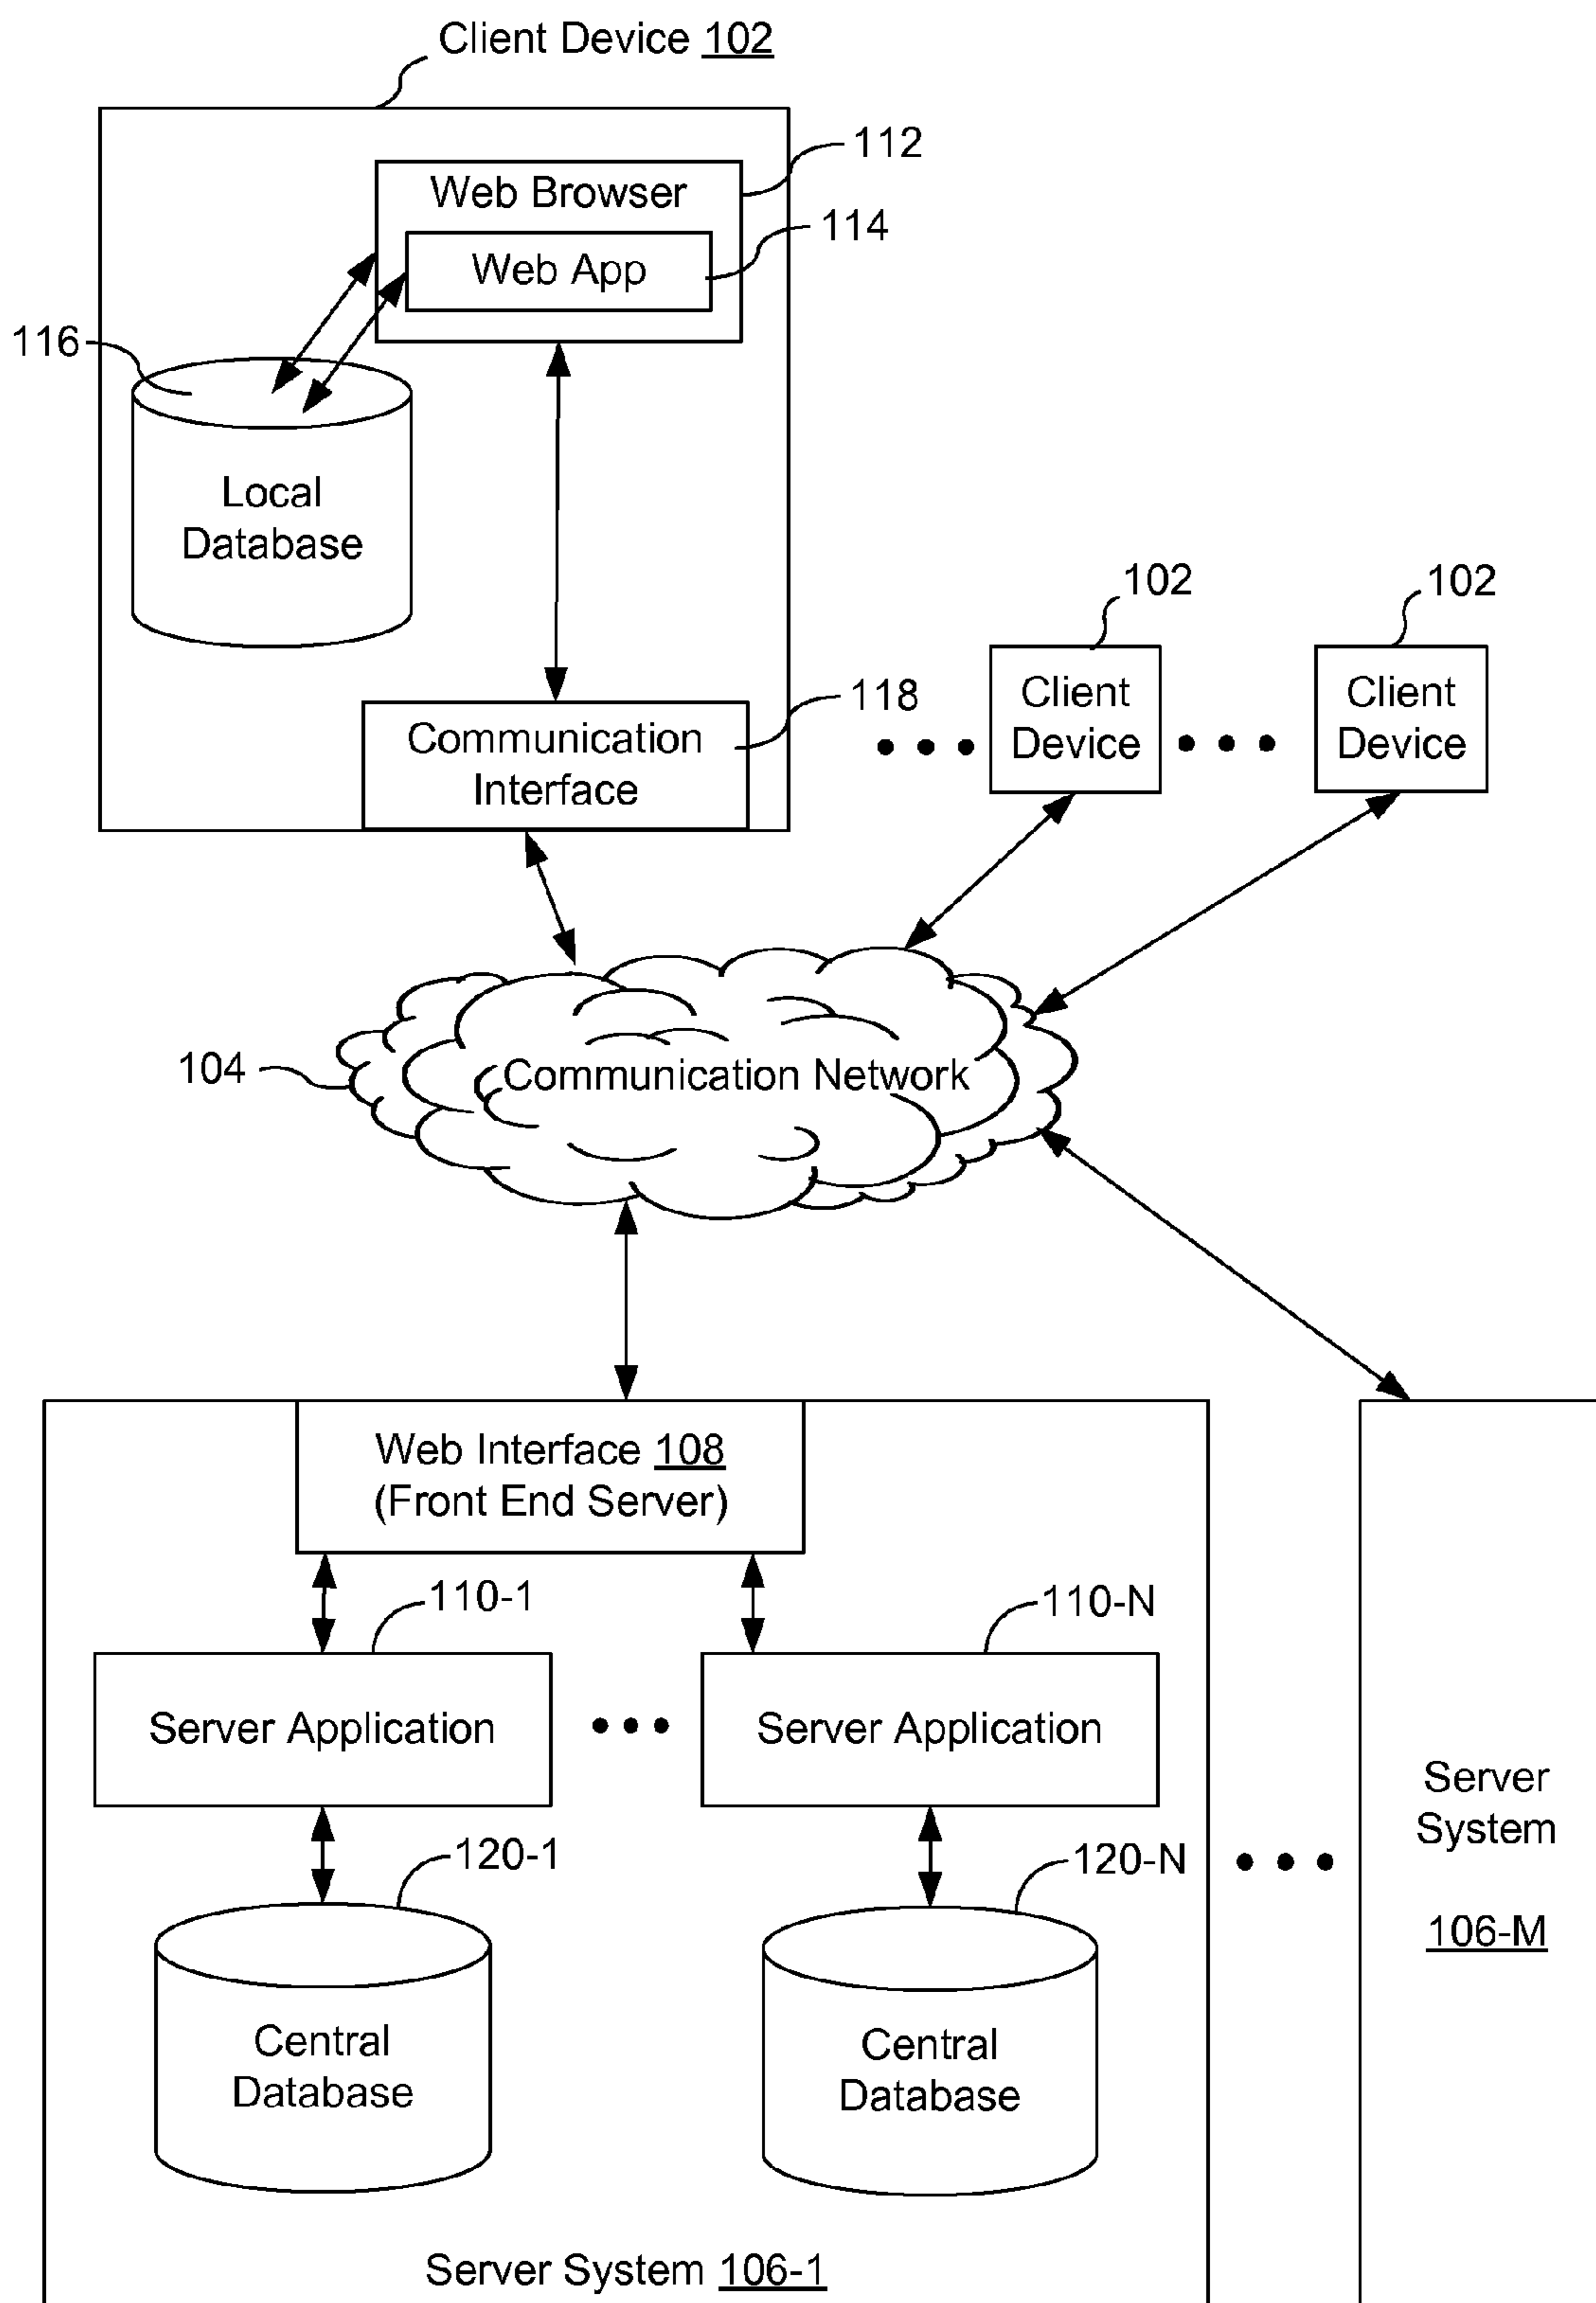 Client Device 102
112
Web Browser
114
Web App
116
Local
Database
102
102
Client
Device
Client
Device
118
Communication
Interface
104
Communication Network
Web Interface 108
(Front End Server)
110-1
110-N
Server Application
Server Application
Server
System
106-M
120-1
120-N
Central
Database
Central
Database
Server System 106-1